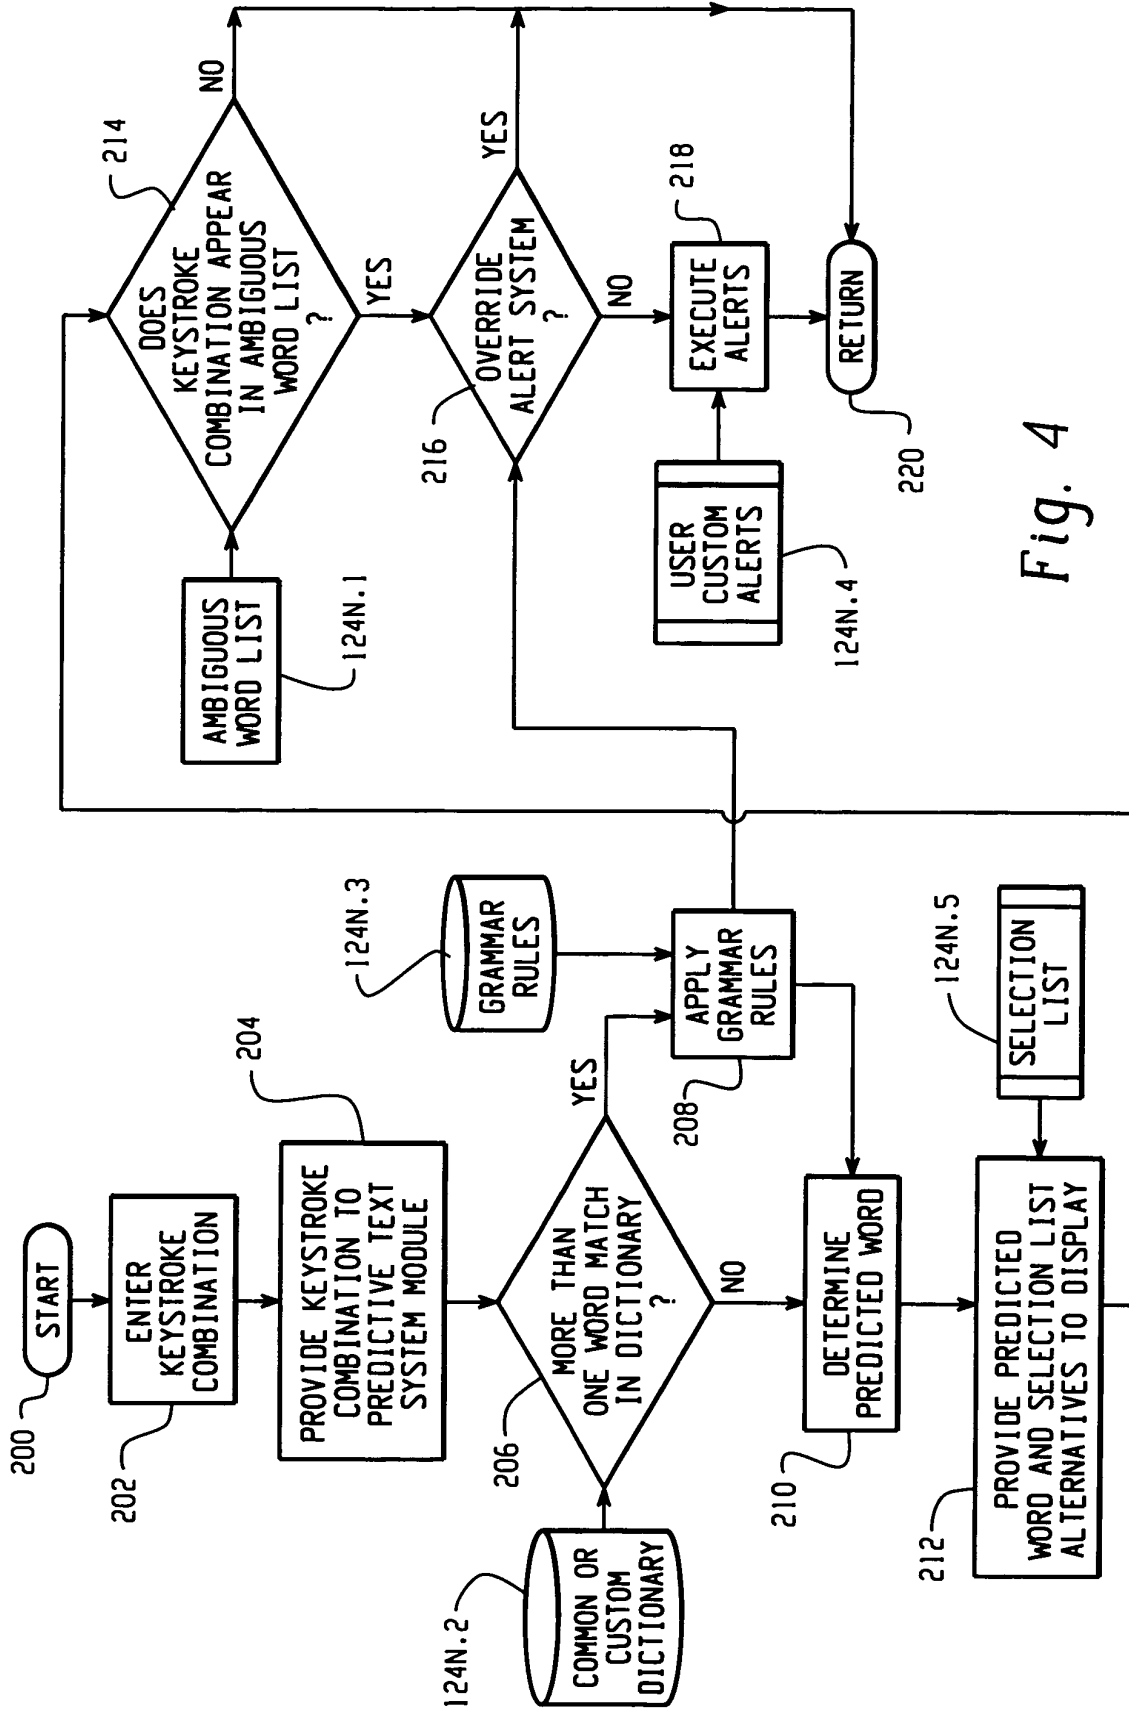 200
START
202
ENTER
KEYSTROKE
COMBINATION
204
PROVIDE KEYSTROKE
COMBINATION TO
PREDICTIVE TEXT
SYSTEM MODULE
124N.2
COMMON OR
CUSTOM
DICTIONARY
206
MORE THAN
ONE WORD MATCH
IN DICTIONARY
?
YES
NO
124N.3
GRAMMAR
RULES
208
APPLY
GRAMMAR
RULES
210
DETERMINE
PREDICTED WORD
212
PROVIDE PREDICTED
WORD AND SELECTION LIST
ALTERNATIVES TO DISPLAY
124N.5
SELECTION
LIST
AMBIGUOUS
WORD LIST
124N.1
214
DOES
KEYSTROKE
COMBINATION APPEAR
IN AMBIGUOUS
WORD LIST
?
NO
YES
216
OVERRIDE
ALERT SYSTEM
?
YES
NO
USER
CUSTOM
ALERTS
124N.4
218
EXECUTE
ALERTS
220
RETURN
Fig. 4